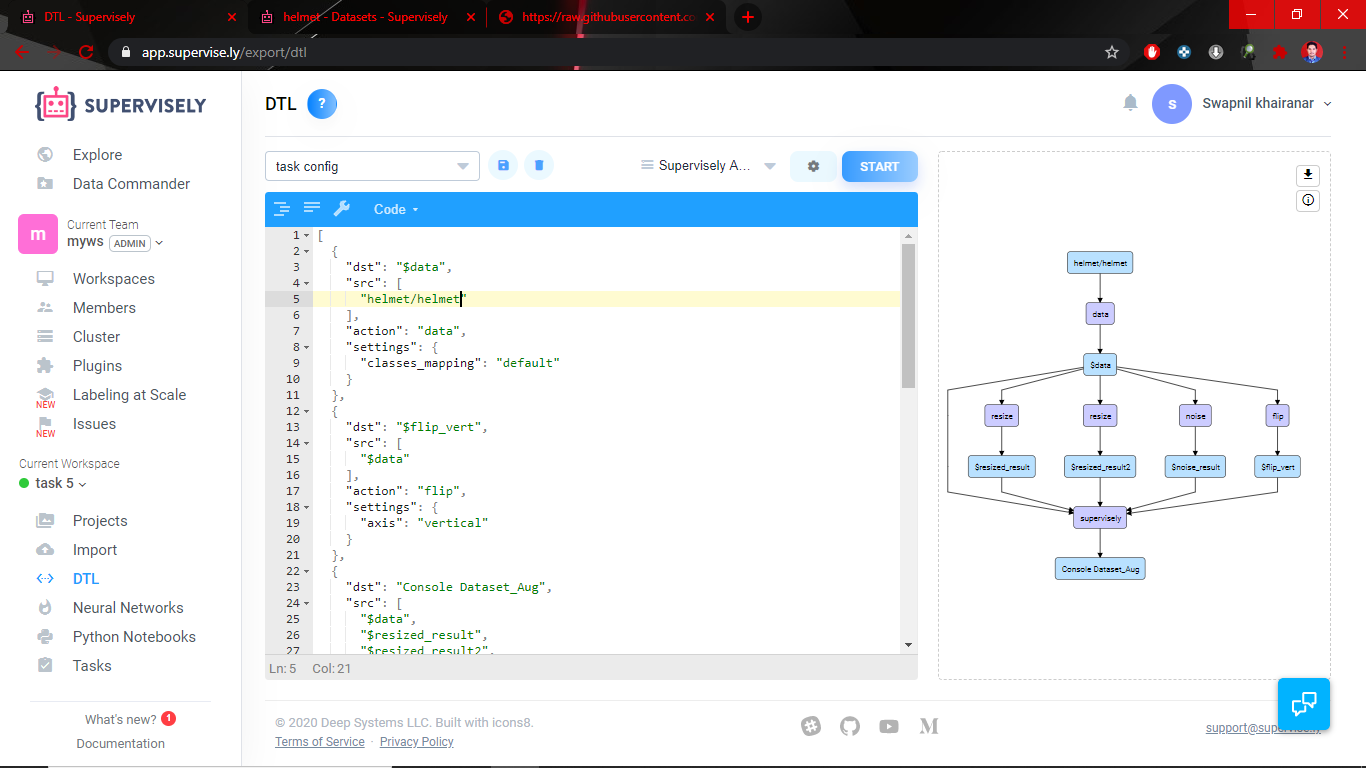 DTL - Supervisely
helmet - Datasets - Supervisely
https://raw.githubusercontent.co
app.supervise.ly/export/dtl
SUPERVISELY
Explore
Data Commander
m
Current Team
myws ADMIN
Workspaces
Members
Cluster
Plugins
Labeling at Scale
NEW
Issues
NEW
Current Workspace
task 5
Projects
Import
DTL
Neural Networks
Python Notebooks
Tasks
What's new? 1
Documentation
DTL ?
s Swapnil khairanar
task config
Supervisely A...
START
Code
1 [
2 {
3 "dst": "$data",
4 "src": [
5 "helmet/helmet"
6 ],
7 "action": "data",
8 "settings": {
9 "classes_mapping": "default"
10 }
11 },
12 {
13 "dst": "$flip_vert",
14 "src": [
15 "$data"
16 ],
17 "action": "flip",
18 "settings": {
19 "axis": "vertical"
20 }
21 },
22 {
23 "dst": "Console Dataset_Aug",
24 "src": [
25 "$data",
26 "$resized_result",
27 "$resized_result2",
Ln: 5 Col: 21
helmet/helmet
data
$data
resize resize noise flip
$resized_result $resized_result2 $noise_result $flip_vert
supervisely
Console Dataset_Aug
© 2020 Deep Systems LLC. Built with icons8.
Terms of Service · Privacy Policy